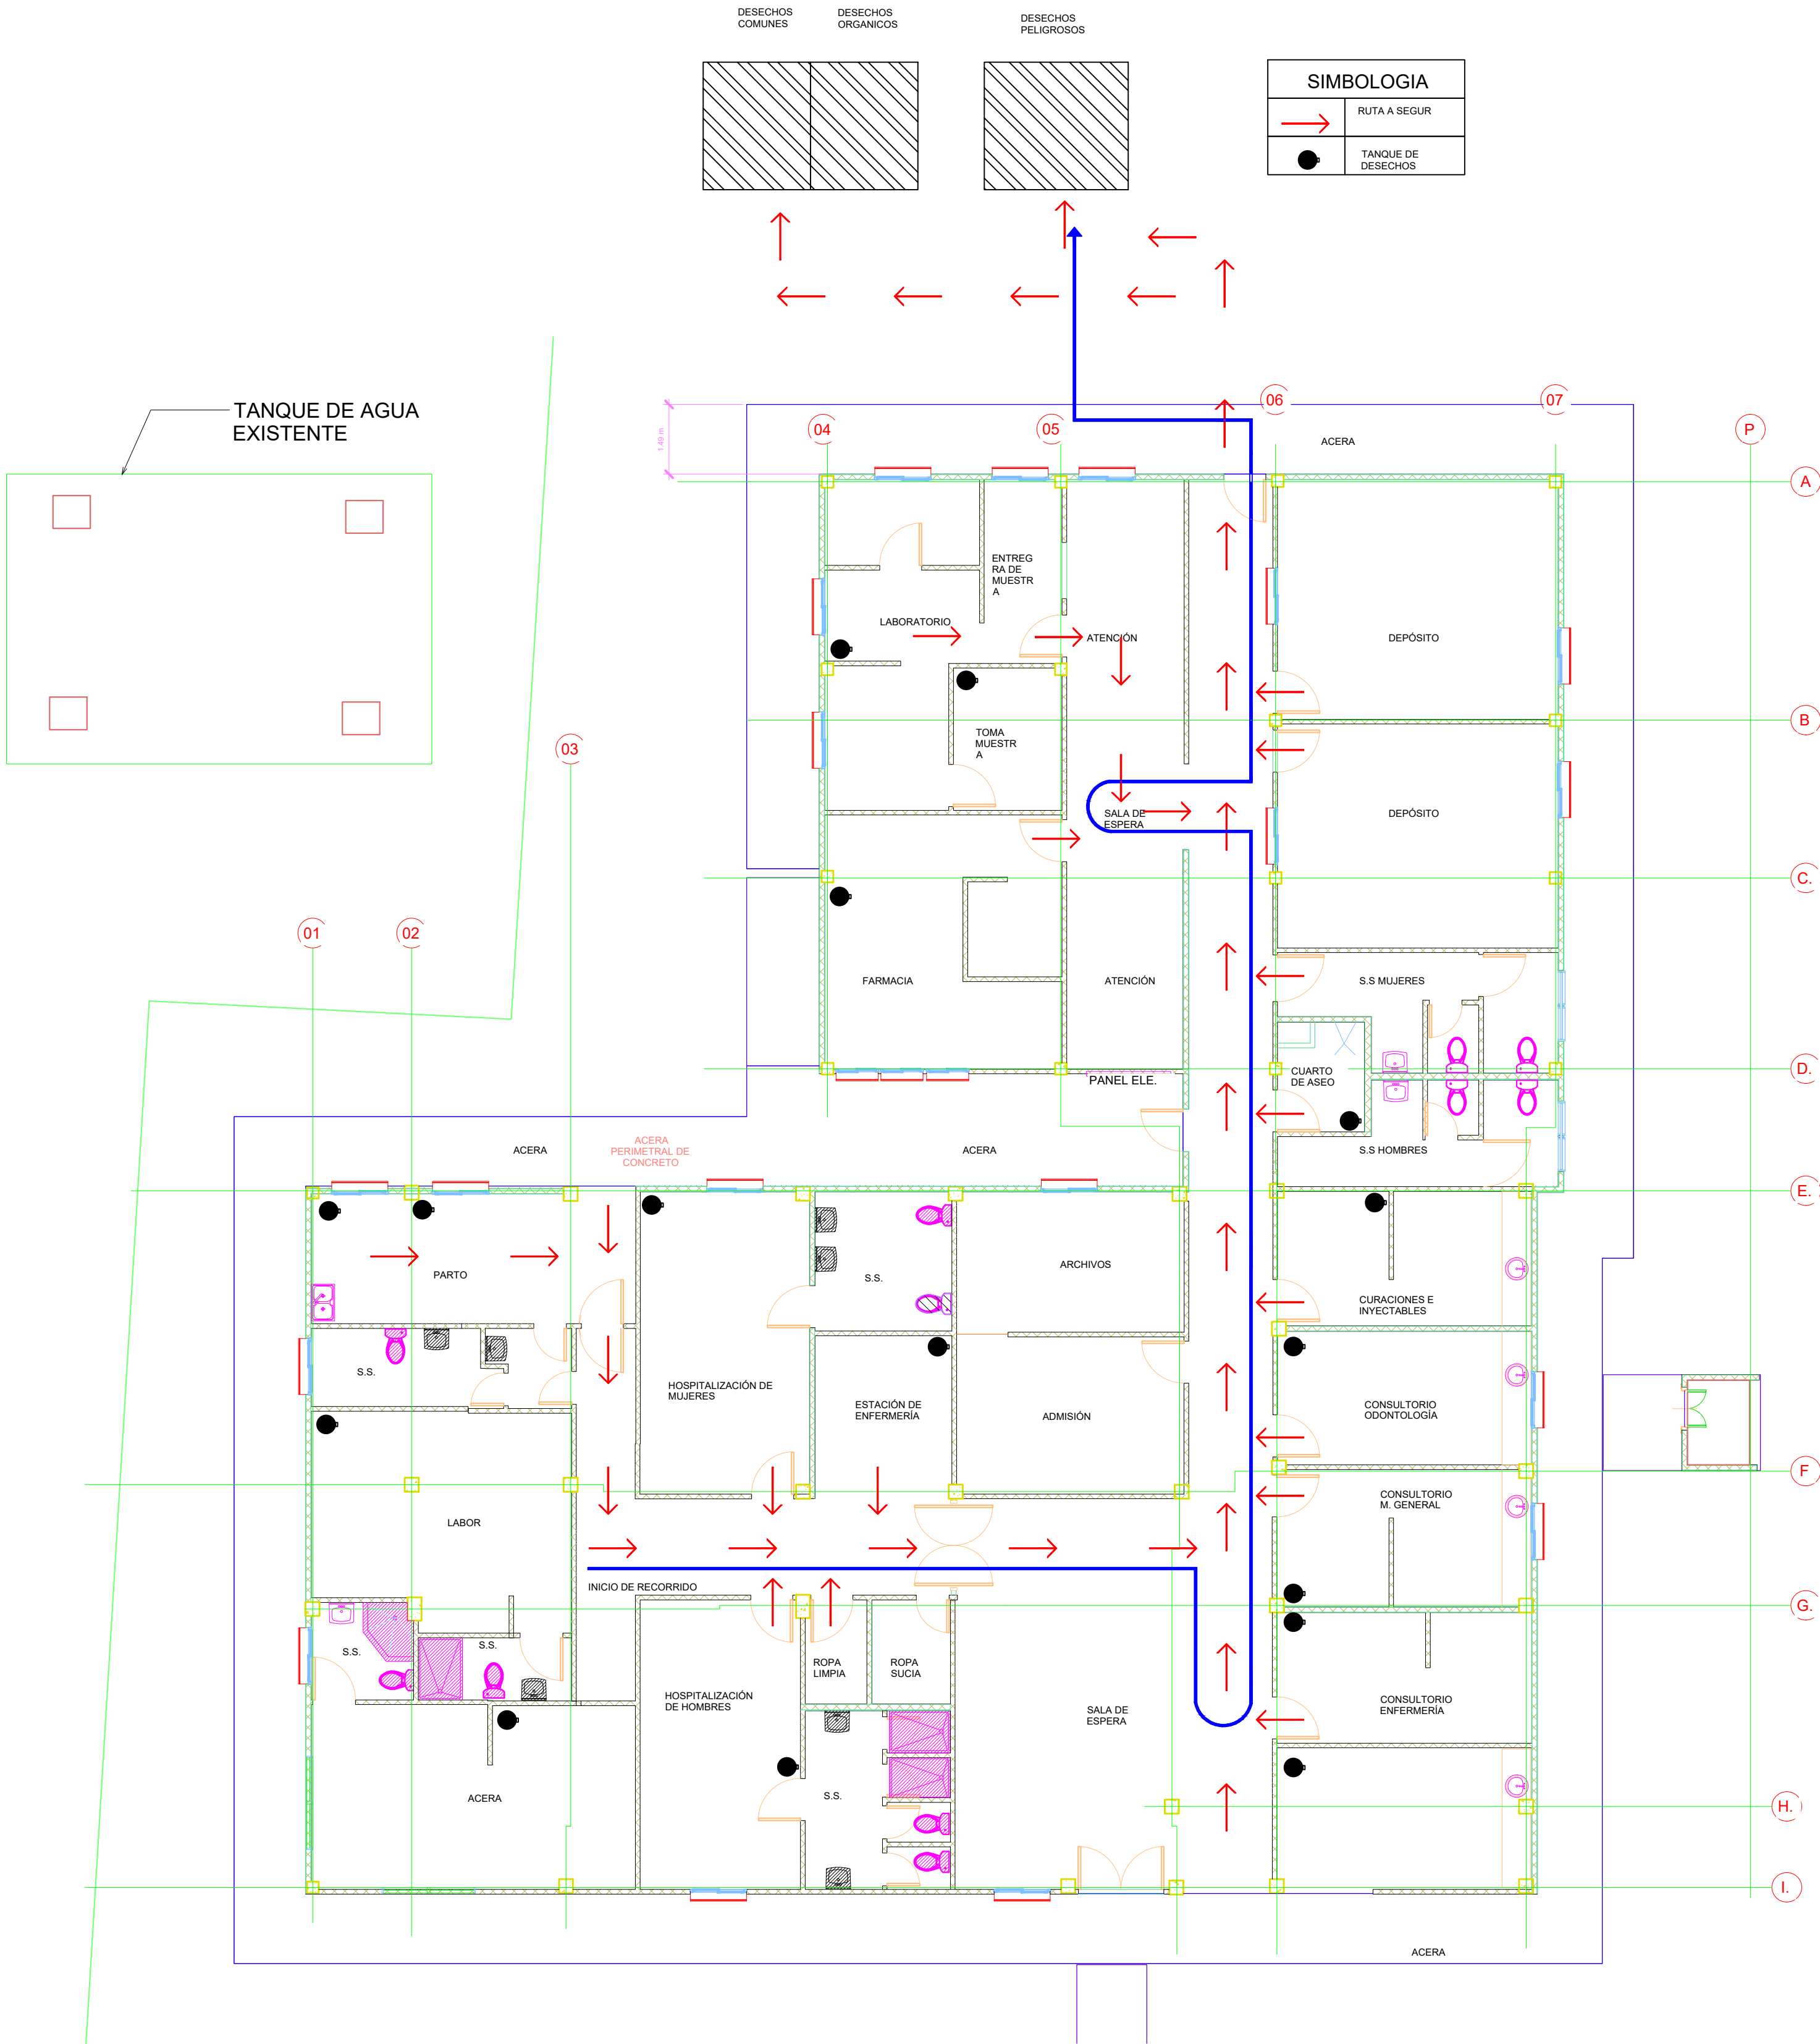 DESECHOS
COMUNES
DESECHOS
ORGANICOS
DESECHOS
PELIGROSOS
SIMBOLOGIA
RUTA A SEGUR
TANQUE DE
DESECHOS
TANQUE DE AGUA
EXISTENTE
1.49 m
04
05
06
07
P
ACERA
A
ENTREG
RA DE
MUESTR
A
LABORATORIO
ATENCIÓN
DEPÓSITO
B
03
TOMA
MUESTR
A
SALA DE
ESPERA
DEPÓSITO
C.
01
02
FARMACIA
ATENCIÓN
S.S MUJERES
CUARTO
DE ASEO
D.
PANEL ELE.
ACERA
ACERA
PERIMETRAL DE
CONCRETO
ACERA
S.S HOMBRES
E.
PARTO
S.S.
ARCHIVOS
CURACIONES E
INYECTABLES
S.S.
HOSPITALIZACIÓN DE
MUJERES
ESTACIÓN DE
ENFERMERÍA
ADMISIÓN
CONSULTORIO
ODONTOLOGÍA
F
LABOR
CONSULTORIO
M. GENERAL
INICIO DE RECORRIDO
G.
S.S.
S.S.
ROPA
LIMPIA
ROPA
SUCIA
HOSPITALIZACIÓN
DE HOMBRES
SALA DE
ESPERA
CONSULTORIO
ENFERMERÍA
ACERA
S.S.
H.
I.
ACERA